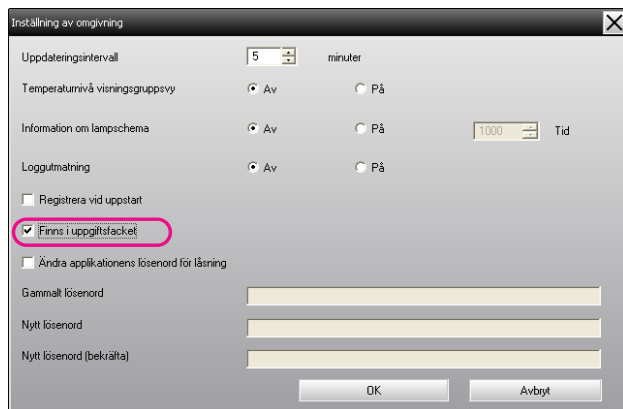 Inställning av omgivning
Uppdateringsintervall 5 minuter
Temperaturnivå visningsgruppsvy Av På
Information om lampschema Av På 1000 Tid
Loggutmatning Av På
Registrera vid uppstart
Finns i uppgiftsfacket
Ändra applikationens lösenord för låsning
Gammalt lösenord
Nytt lösenord
Nytt lösenord (bekräfta)
OK Avbryt